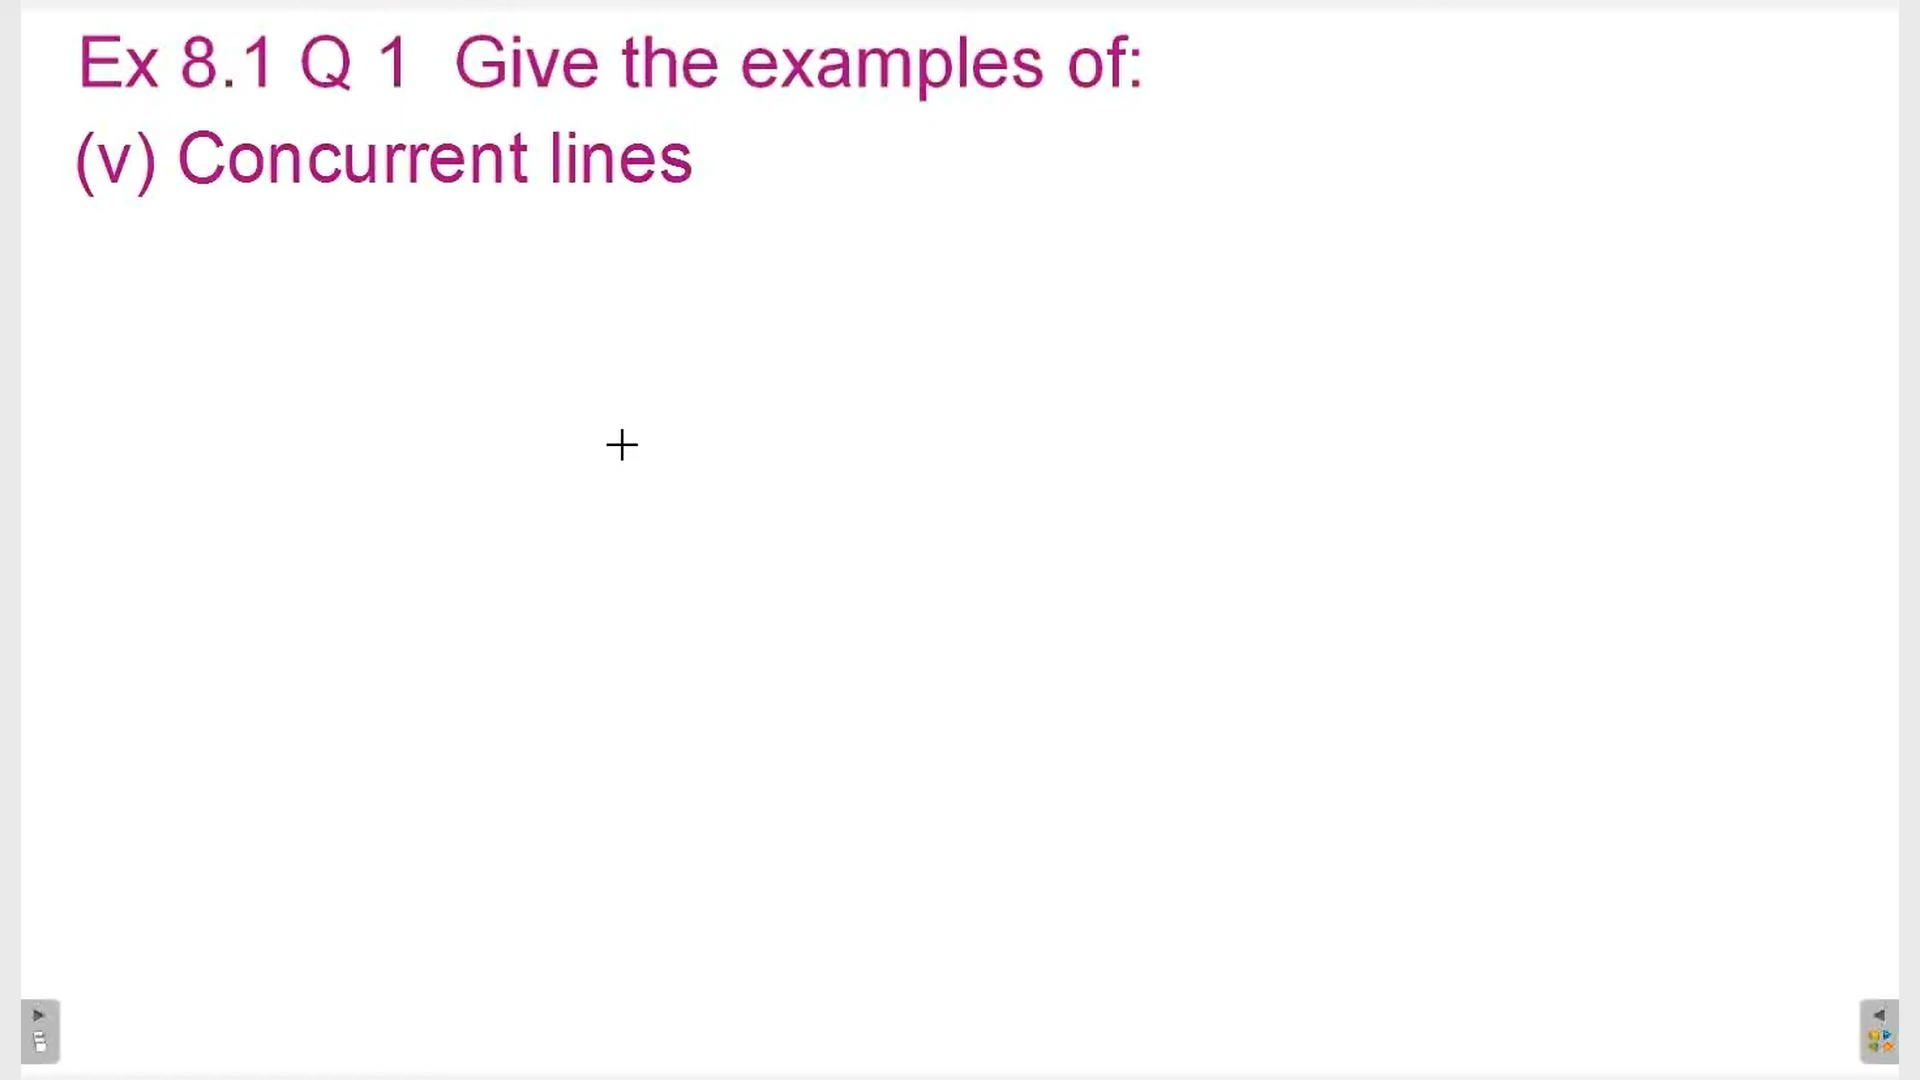 Ex 8.1 Q 1 Give the examples of:
(v) Concurrent lines